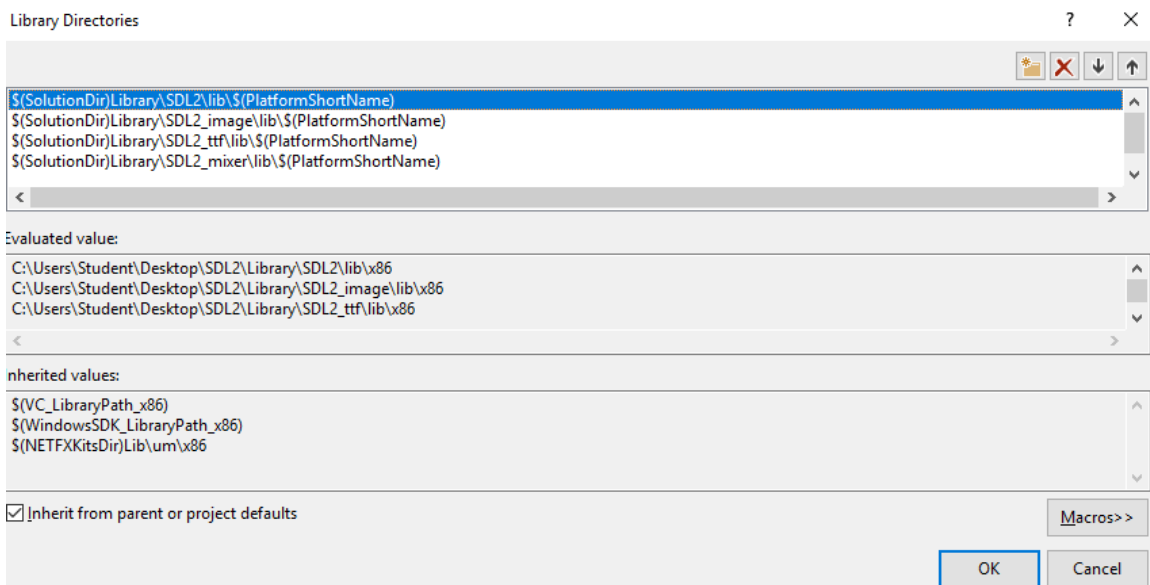 Library Directories
?
$(SolutionDir)Library\SDL2\lib\$(PlatformShortName)
$(SolutionDir)Library\SDL2_image\lib\$(PlatformShortName)
$(SolutionDir)Library\SDL2_ttf\lib\$(PlatformShortName)
$(SolutionDir)Library\SDL2_mixer\lib\$(PlatformShortName)
Evaluated value:
C:\Users\Student\Desktop\SDL2\Library\SDL2\lib\x86
C:\Users\Student\Desktop\SDL2\Library\SDL2_image\lib\x86
C:\Users\Student\Desktop\SDL2\Library\SDL2_ttf\lib\x86
nherited values:
$(VC_LibraryPath_x86)
$(WindowsSDK_LibraryPath_x86)
$(NETFXKitsDir)Lib\um\x86
Inherit from parent or project defaults
Macros>>
OK
Cancel